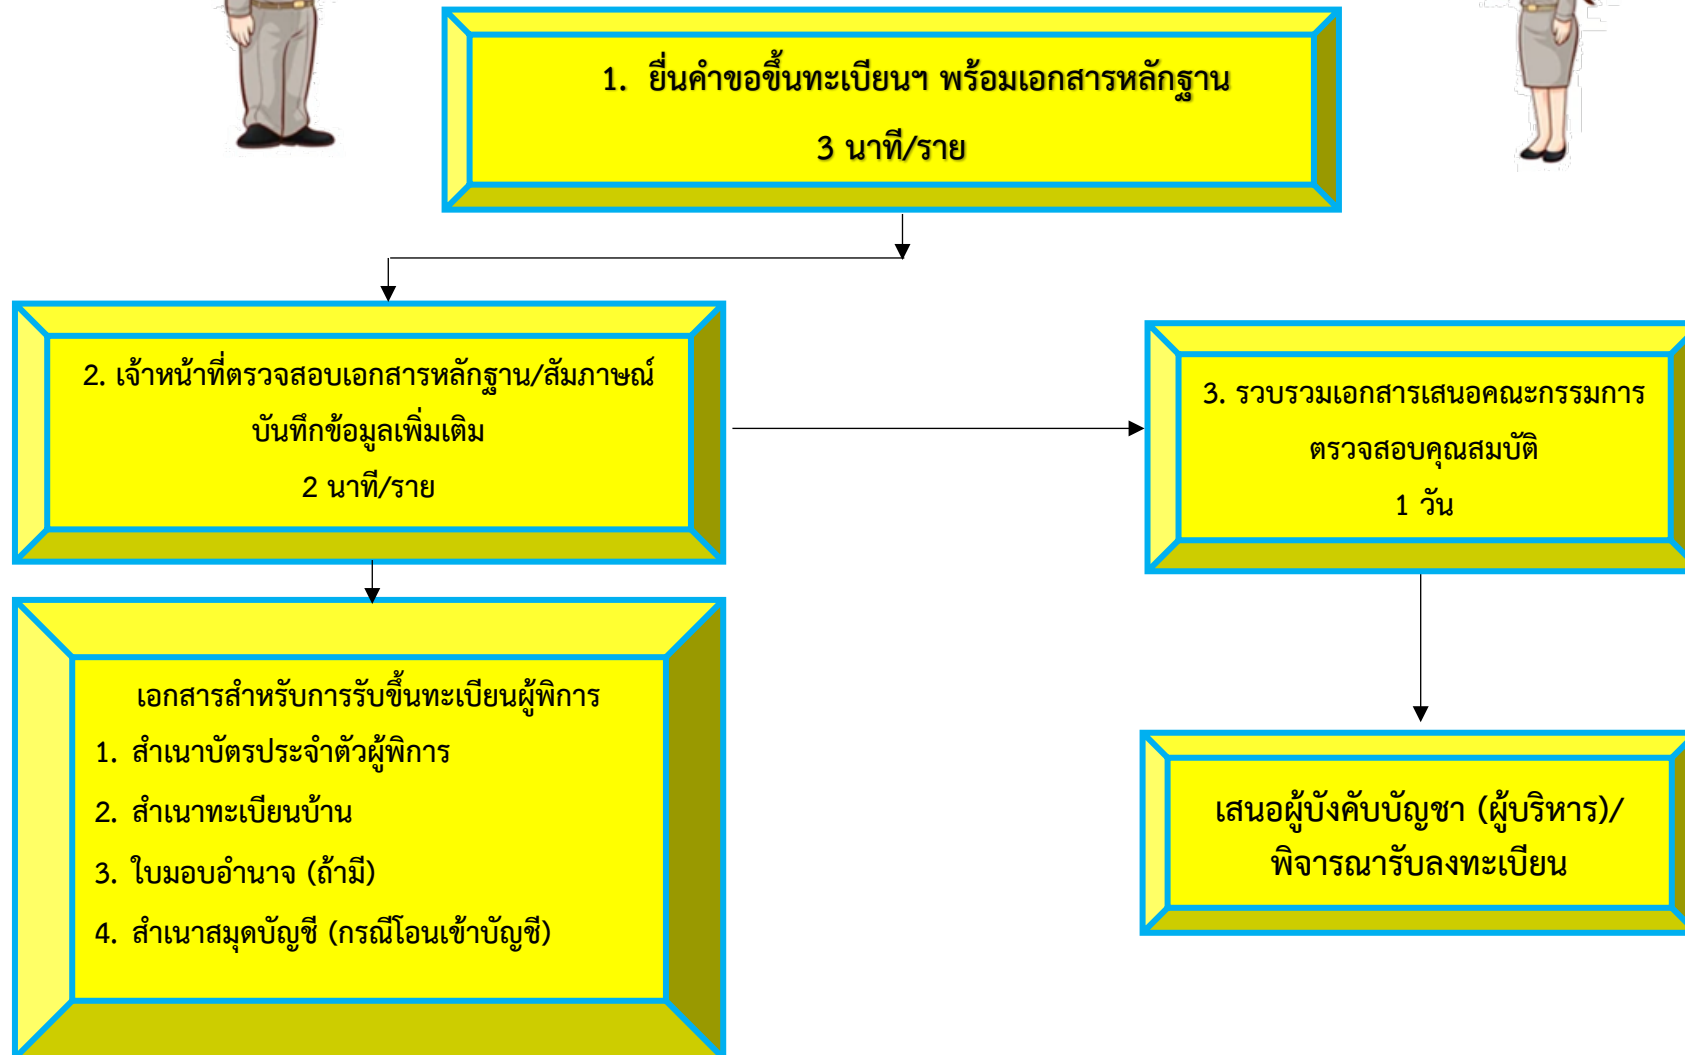 1. ยื่นคำขอขึ้นทะเบียนฯ พร้อมเอกสารหลักฐาน
3 นาที/ราย
2. เจ้าหน้าที่ตรวจสอบเอกสารหลักฐาน/สัมภาษณ์
บันทึกข้อมูลเพิ่มเติม
2 นาที/ราย
3. รวบรวมเอกสารเสนอคณะกรรมการ
ตรวจสอบคุณสมบัติ
1 วัน
เอกสารสำหรับการรับขึ้นทะเบียนผู้พิการ
1. สำเนาบัตรประจำตัวผู้พิการ
2. สำเนาทะเบียนบ้าน
3. ใบมอบอำนาจ (ถ้ามี)
4. สำเนาสมุดบัญชี (กรณีโอนเข้าบัญชี)
เสนอผู้บังคับบัญชา (ผู้บริหาร)/
พิจารณารับลงทะเบียน